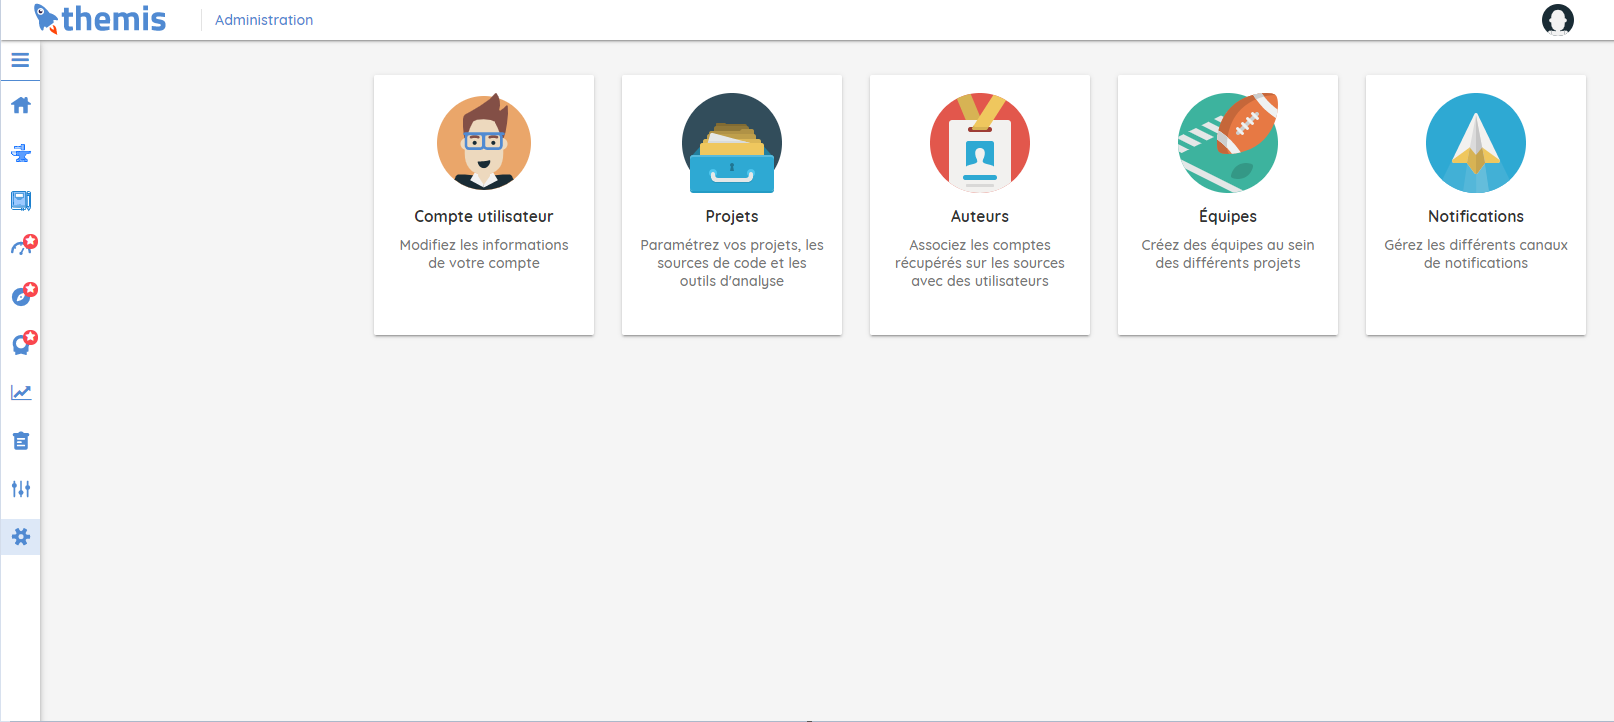 themis
Administration
Compte utilisateur
Modifiez les informations
de votre compte
Projets
Paramétrez vos projets, les
sources de code et les
outils d'analyse
Auteurs
Associez les comptes
récupérés sur les sources
avec des utilisateurs
Équipes
Créez des équipes au sein
des différents projets
Notifications
Gérez les différents canaux
de notifications